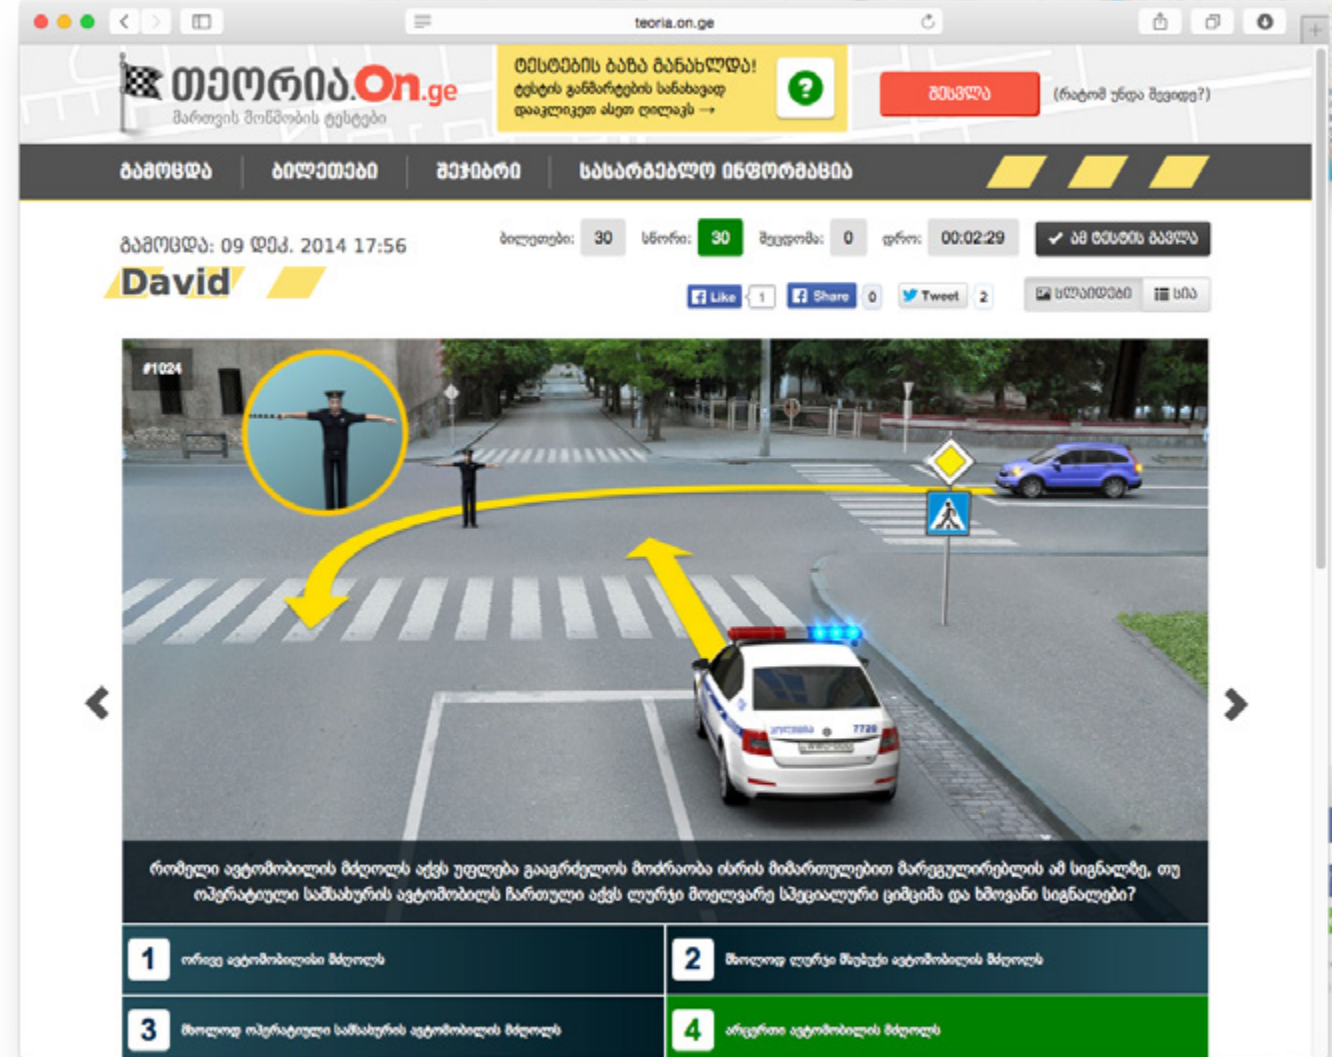 teoria.on.ge
თეორია.On.ge
მართვის მოწმობის ტესტები
ტესტების ბაზა განახლდა!
ტესტის განმარტების სანახავად
დააკლიკეთ ასეთ ღილაკს →
?
შესვლა
(რატომ უნდა შევიდე?)
გამოცდა
ბილეთები
შეჯიბრი
სასარგებლო ინფორმაცია
გამოცდა: 09 დეკ. 2014 17:56
David
ბილეთები: 30 სწორი: 30 შეცდომა: 0 დრო: 00:02:29
ამ ტესტის გავლა
Like 1 Share 0 Tweet 2
სლაიდები
სია
#1024
7720
რომელი ავტომობილის მძღოლს აქვს უფლება გააგრძელოს მოძრაობა ისრის მიმართულებით მარეგულირებლის ამ სიგნალზე, თუ
ოპერატიული სამსახურის ავტომობილს ჩართული აქვს ლურჯი მოელვარე სპეციალური ციმციმა და ხმოვანი სიგნალები?
1 ორივე ავტომობილისი მძღოლს
2 მხოლოდ ლურჯი მსუბუქი ავტომობილის მძღოლს
3 მხოლოდ ოპერატიული სამსახურის ავტომობილის მძღოლს
4 არცერთი ავტომობილის მძღოლს